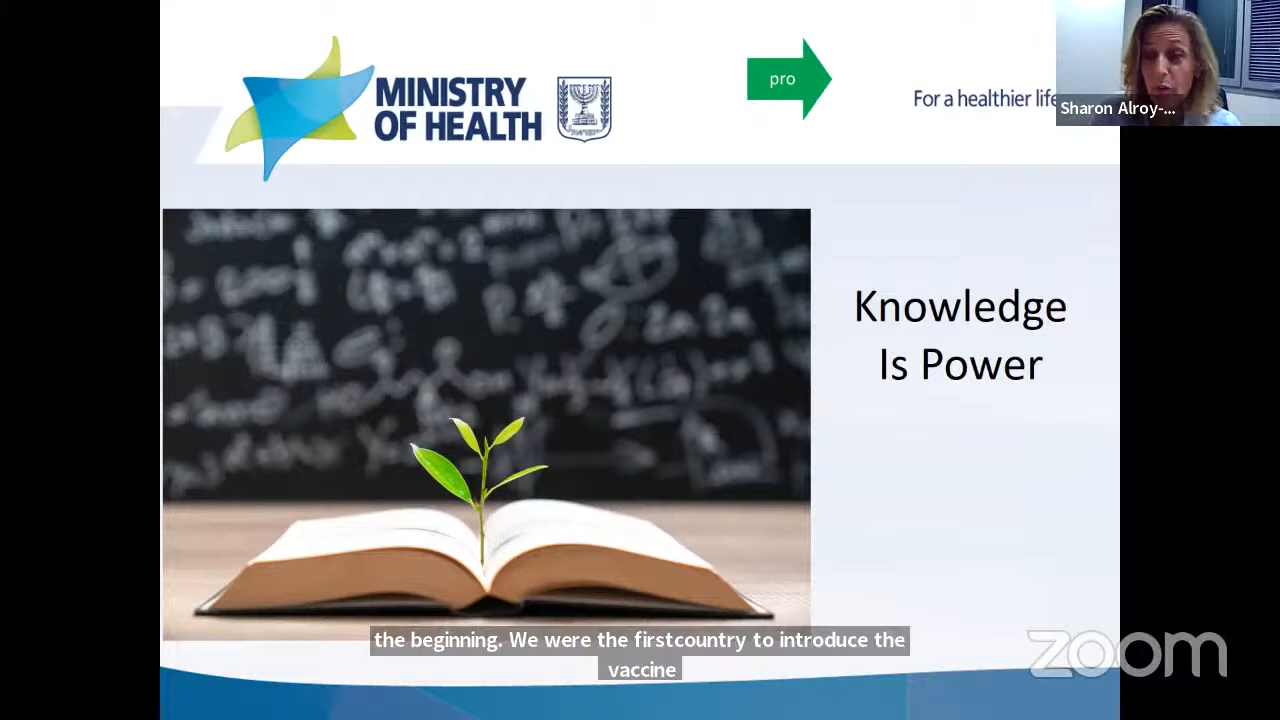 MINISTRY
OF HEALTH
pro
For a healthier life
Sharon Alroy-...
Knowledge
Is Power
the beginning. We were the firstcountry to introduce the
vaccine
zoom